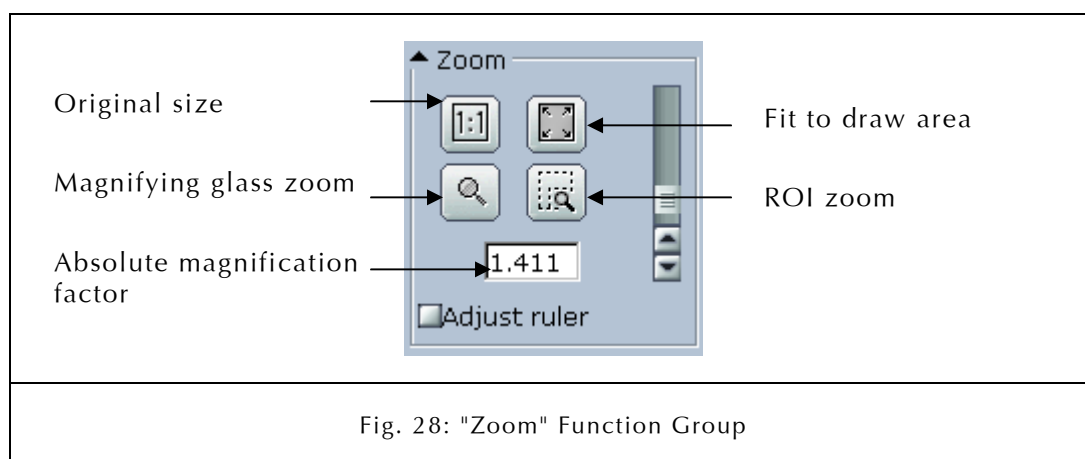 Zoom
Original size
1:1
Fit to draw area
Magnifying glass zoom
ROI zoom
Absolute magnification
factor
1.411
Adjust ruler
Fig. 28: "Zoom" Function Group